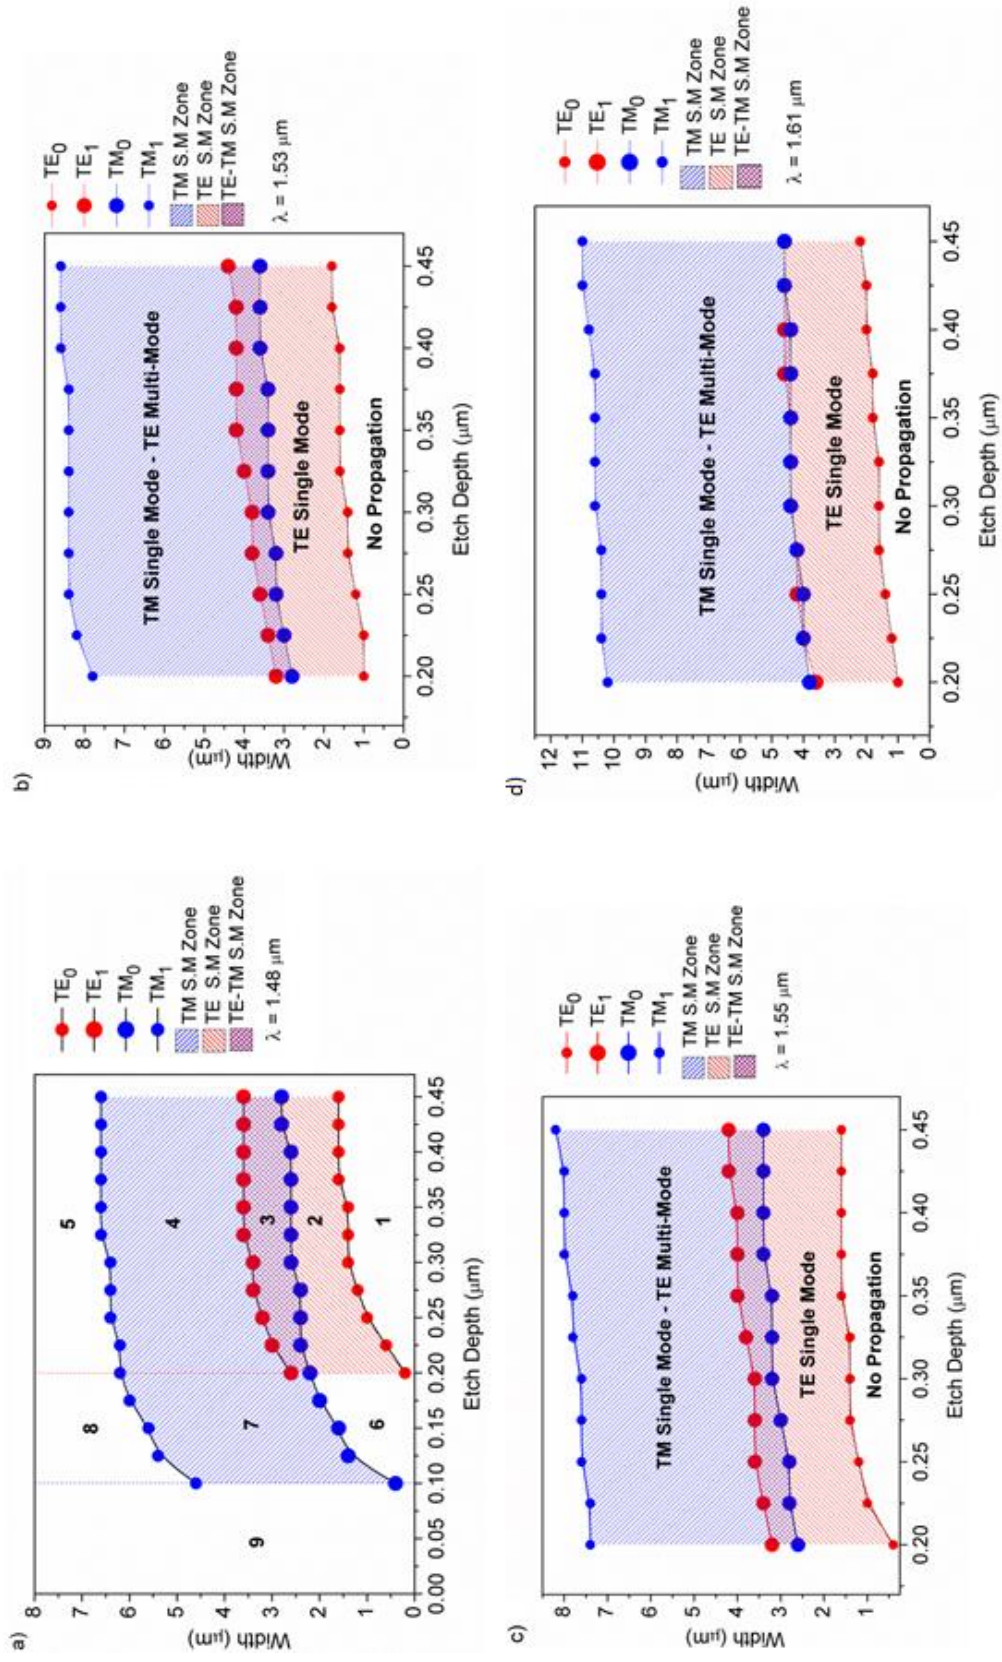 a)
8
7
6
5
4
3
2
1
0
Width (μm)
0.00
0.05
0.10
0.15
0.20
0.25
0.30
0.35
0.40
0.45
Etch Depth (μm)
9
8
7
6
5
4
3
2
1
TE0
TE1
TM0
TM1
TM S.M Zone
TE S.M Zone
TE-TM S.M Zone
λ = 1.48 μm
b)
9
8
7
6
5
4
3
2
1
0
Width (μm)
0.20
0.25
0.30
0.35
0.40
0.45
Etch Depth (μm)
TM Single Mode - TE Multi-Mode
TE Single Mode
No Propagation
TE0
TE1
TM0
TM1
TM S.M Zone
TE S.M Zone
TE-TM S.M Zone
λ = 1.53 μm
c)
8
7
6
5
4
3
2
1
Width (μm)
0.20
0.25
0.30
0.35
0.40
0.45
Etch Depth (μm)
TM Single Mode - TE Multi-Mode
TE Single Mode
No Propagation
TE0
TE1
TM0
TM1
TM S.M Zone
TE S.M Zone
TE-TM S.M Zone
λ = 1.55 μm
d)
12
11
10
9
8
7
6
5
4
3
2
1
0
Width (μm)
0.20
0.25
0.30
0.35
0.40
0.45
Etch Depth (μm)
TM Single Mode - TE Multi-Mode
TE Single Mode
No Propagation
TE0
TE1
TM0
TM1
TM S.M Zone
TE S.M Zone
TE-TM S.M Zone
λ = 1.61 μm